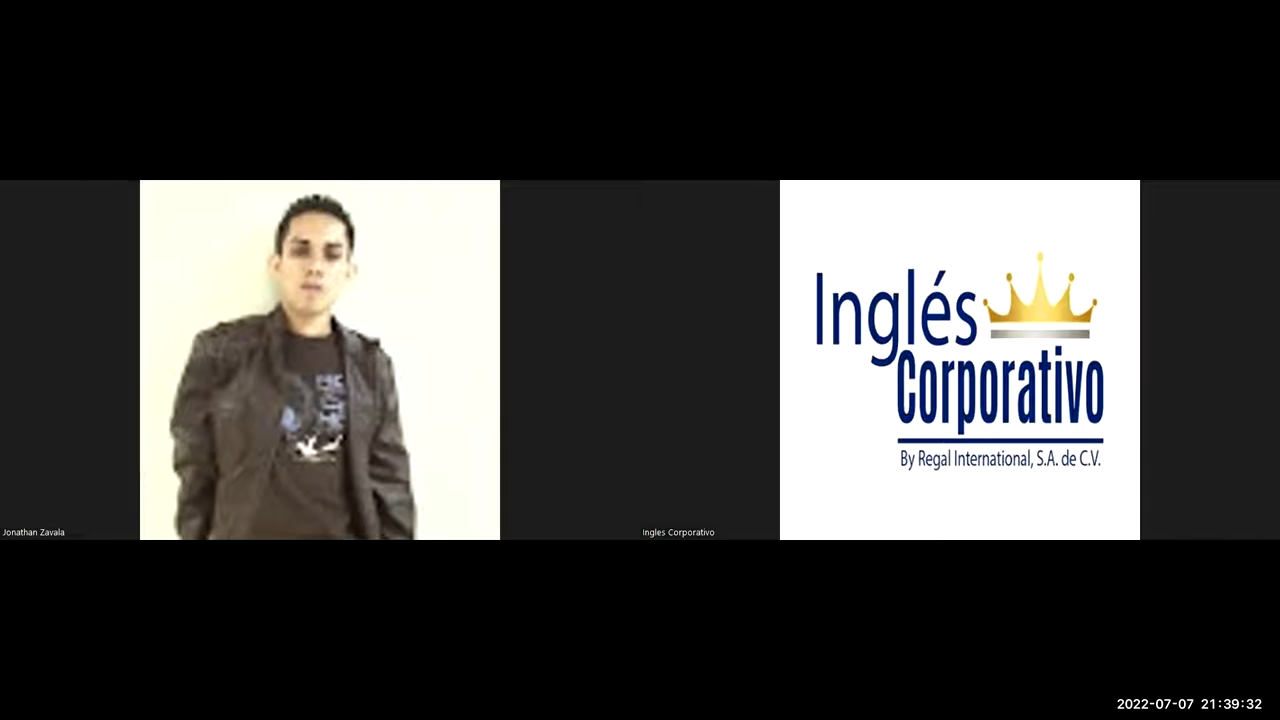 Inglés
Corporativo
By Regal International, S.A. de C.V.
Jonathan Zavala
Ingles Corporativo
2022-07-07 21:39:32